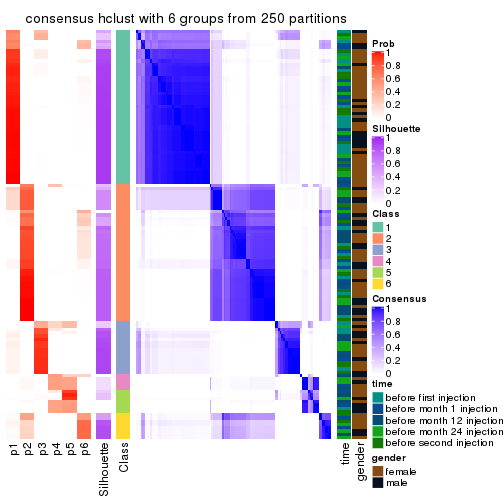 consensus hclust with 6 groups from 250 partitions
Prob
1
0.8
0.6
0.4
0.2
0
Silhouette
1
0.8
0.6
0.4
0.2
0
Class
1
2
3
4
5
6
Consensus
1
0.8
0.6
0.4
0.2
0
time
before first injection
before month 1 injection
before month 12 injection
before month 24 injection
before second injection
gender
female
male
p1
p2
p3
p4
p5
p6
Silhouette
Class
time
gender